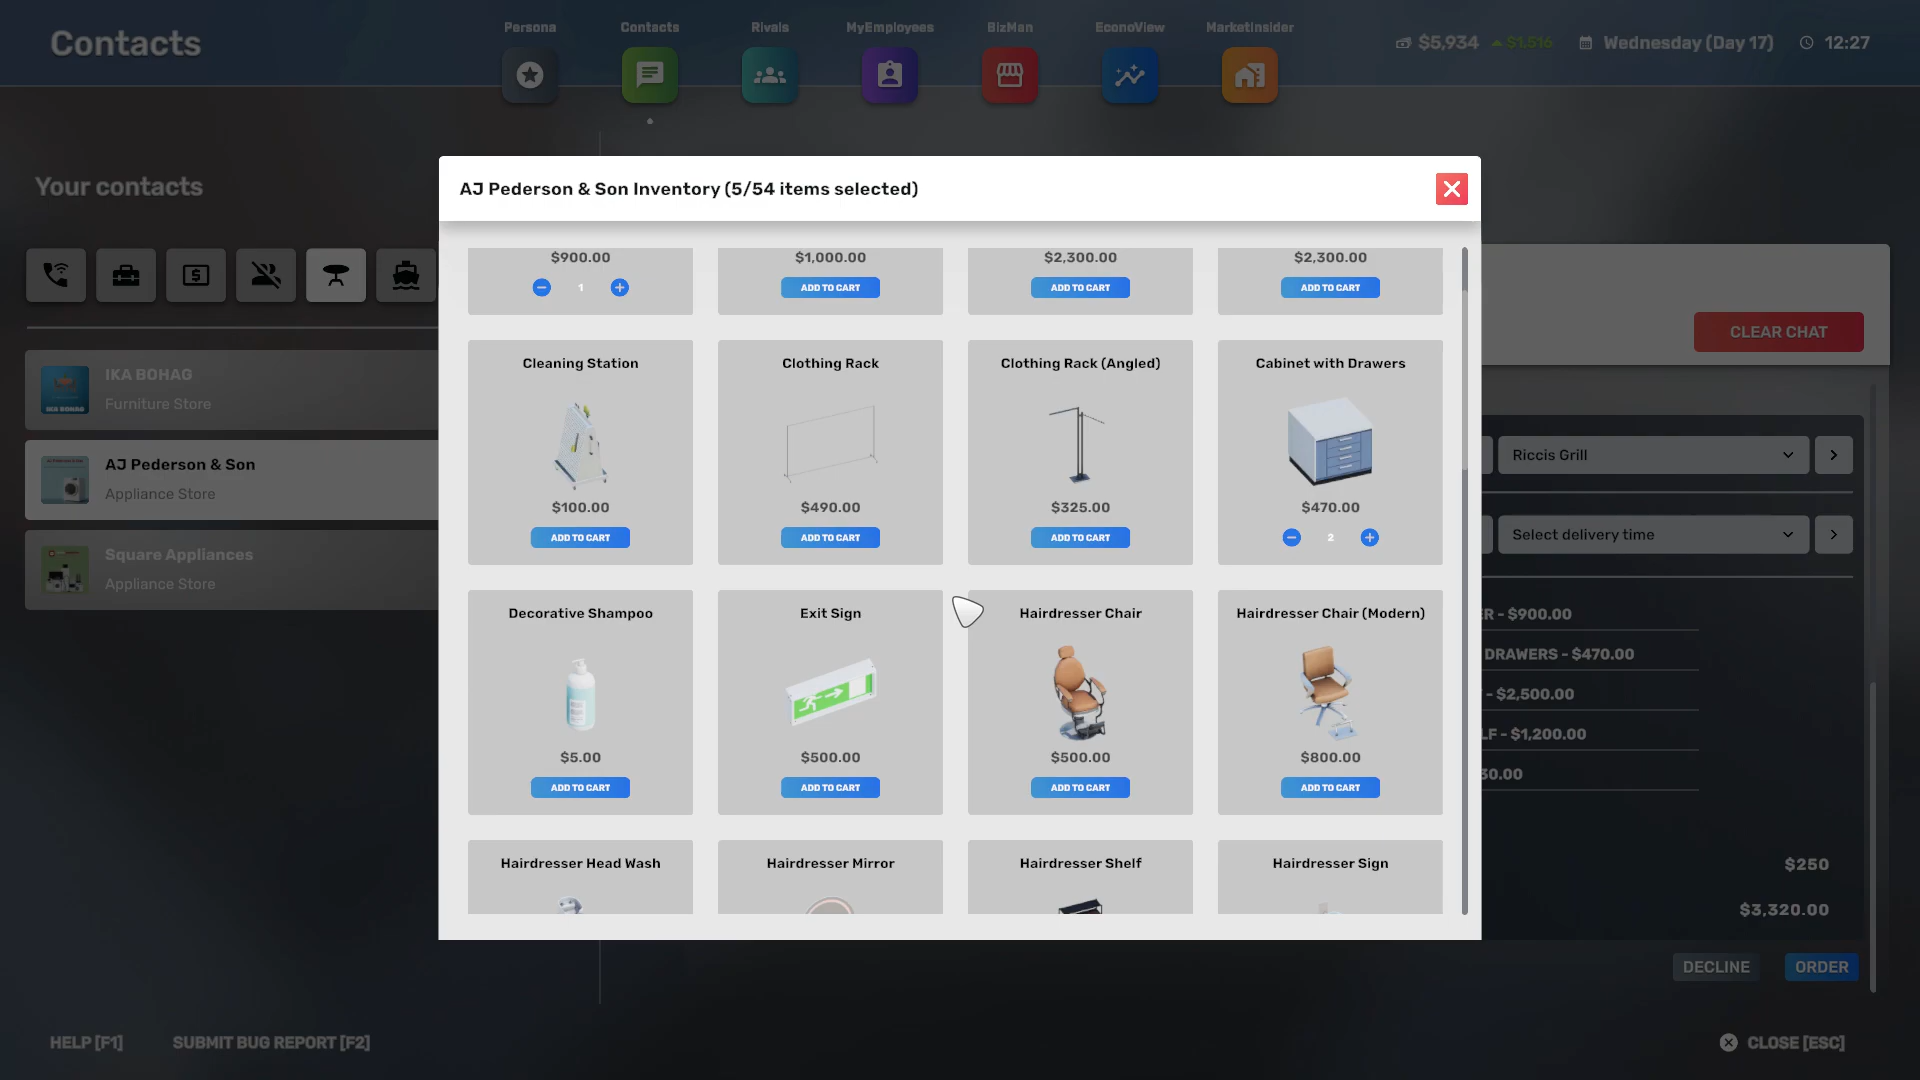 Contacts
Persona
Contacts
Rivals
MyEmployees
BizMan
EconoView
MarketInsider
$5,934
$1,516
Wednesday (Day 17)
12:27
Your contacts
IKA BOHAG
Furniture Store
AJ Pederson & Son
Appliance Store
Square Appliances
Appliance Store
AJ Pederson & Son Inventory (5/54 items selected)
$900.00
$1,000.00
$2,300.00
$2,300.00
1
ADD TO CART
ADD TO CART
ADD TO CART
Cleaning Station
Clothing Rack
Clothing Rack (Angled)
Cabinet with Drawers
$100.00
$490.00
$325.00
$470.00
ADD TO CART
ADD TO CART
ADD TO CART
2
Decorative Shampoo
Exit Sign
Hairdresser Chair
Hairdresser Chair (Modern)
$5.00
$500.00
$500.00
$800.00
ADD TO CART
ADD TO CART
ADD TO CART
ADD TO CART
Hairdresser Head Wash
Hairdresser Mirror
Hairdresser Shelf
Hairdresser Sign
CLEAR CHAT
Riccis Grill
Select delivery time
R - $900.00
DRAWERS - $470.00
- $2,500.00
LF - $1,200.00
30.00
$250
$3,320.00
DECLINE
ORDER
HELP [F1]
SUBMIT BUG REPORT [F2]
CLOSE [ESC]